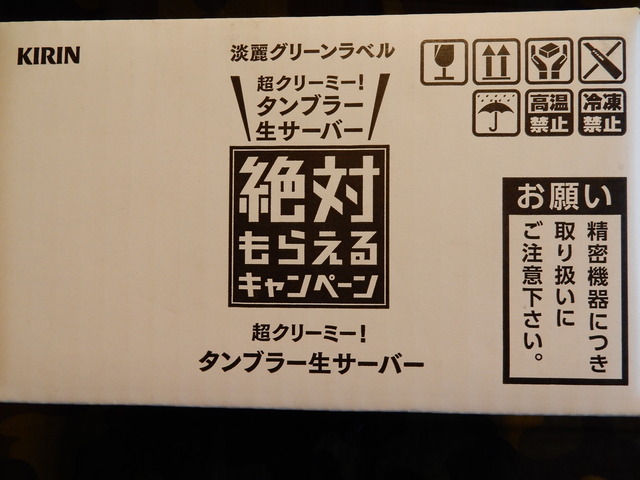 KIRIN
淡麗グリーンラベル
超クリーミー!
タンブラー
生サーバー
絶対
もらえる
キャンペーン
超クリーミー!
タンブラー生サーバー
高温
禁止
冷凍
禁止
お願い
精密機器につき
取り扱いに
ご注意下さい。